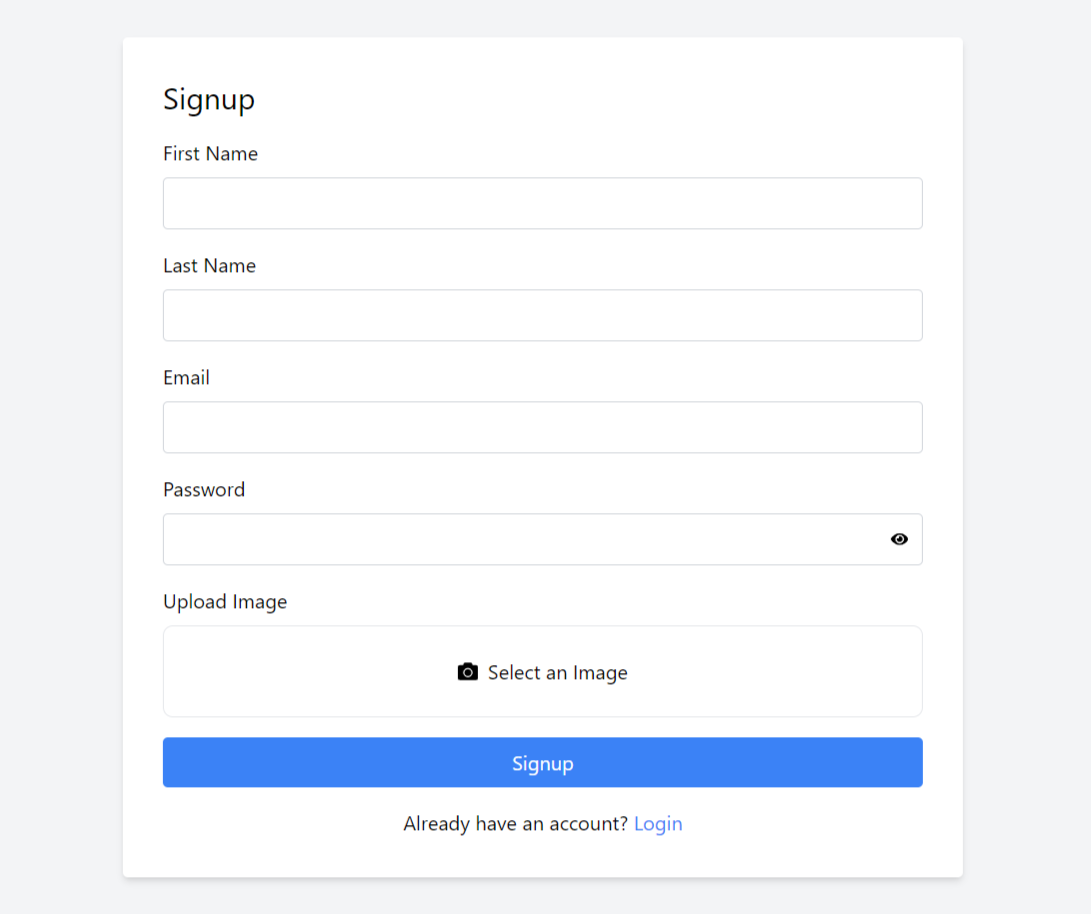 Signup
First Name
Last Name
Email
Password
Upload Image
Select an Image
Signup
Already have an account? Login